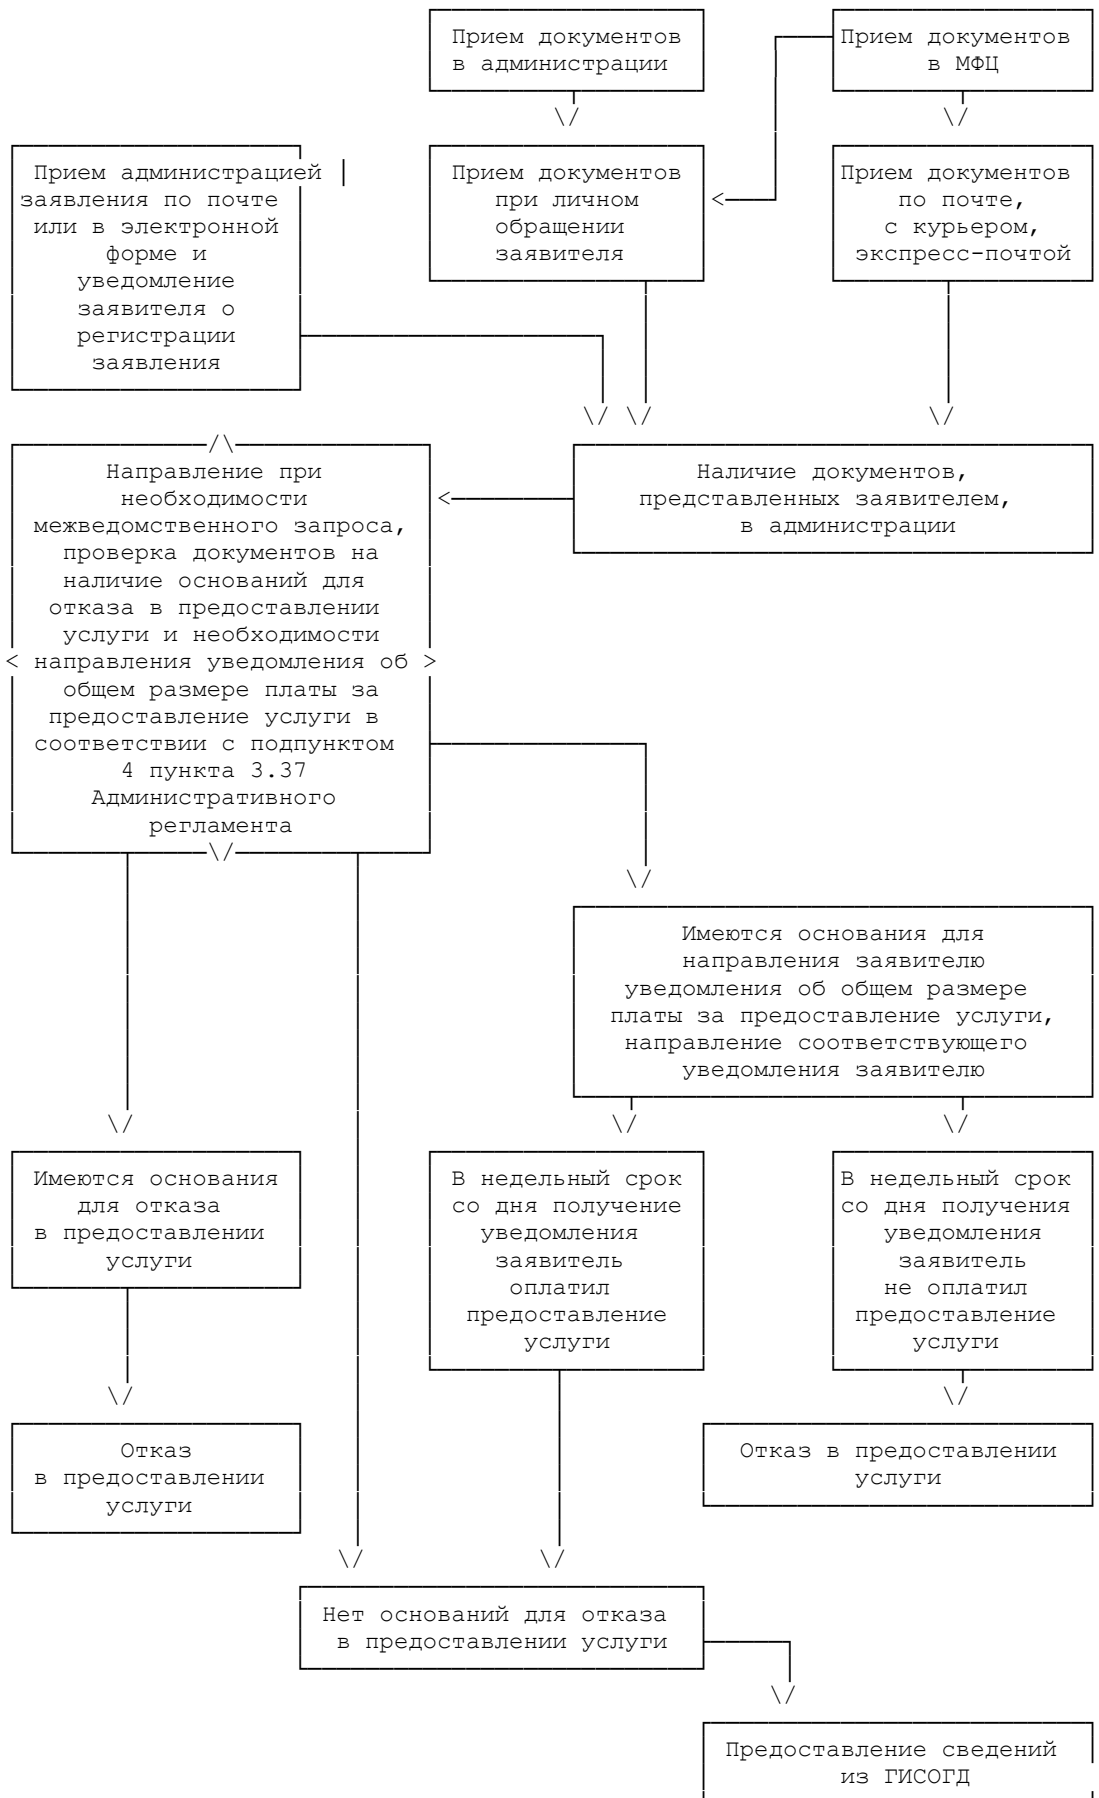 Прием документов
в администрации
Прием документов
в МФЦ
Прием администрацией
заявления по почте
или в электронной
форме и
уведомление
заявителя о
регистрации
заявления
Прием документов
при личном
обращении
заявителя
Прием документов
по почте,
с курьером,
экспресс-почтой
Направление при
необходимости
межведомственного запроса,
проверка документов на
наличие оснований для
отказа в предоставлении
услуги и необходимости
направления уведомления об
общем размере платы за
предоставление услуги в
соответствии с подпунктом
4 пункта 3.37
Административного
регламента
Наличие документов,
представленных заявителем,
в администрации
Имеются основания для
направления заявителю
уведомления об общем размере
платы за предоставление услуги,
направление соответствующего
уведомления заявителю
Имеются основания
для отказа
в предоставлении
услуги
В недельный срок
со дня получение
уведомления
заявитель
оплатил
предоставление
услуги
В недельный срок
со дня получения
уведомления
заявитель
не оплатил
предоставление
услуги
Отказ
в предоставлении
услуги
Отказ в предоставлении
услуги
Нет оснований для отказа
в предоставлении услуги
Предоставление сведений
из ГИСОГД